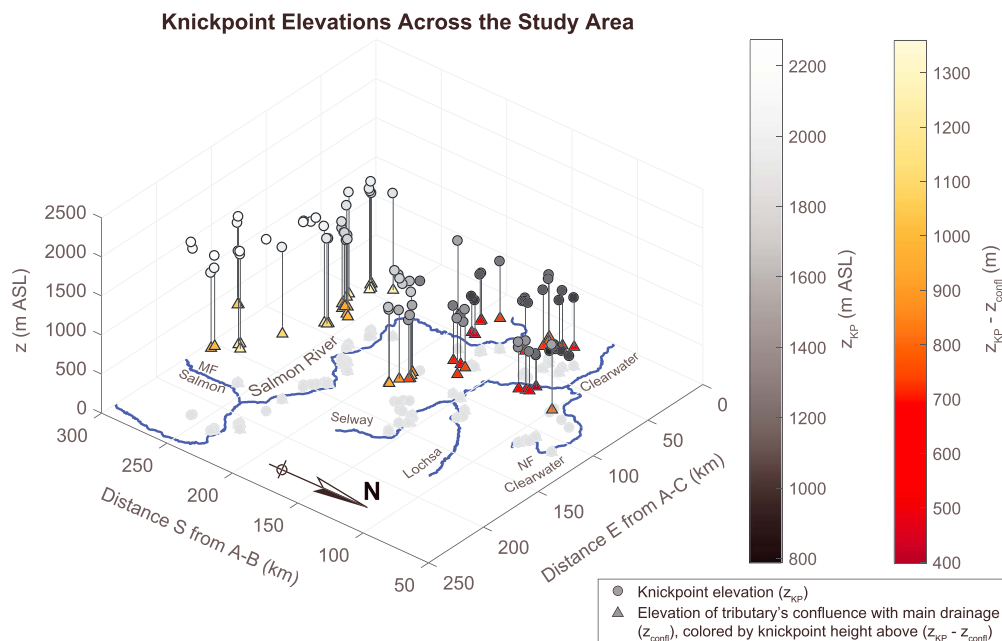 Knickpoint Elevations Across the Study Area
2500
2000
1500
1000
500
0
z (m ASL)
300
250
200
150
100
50
Distance S from A-B (km)
250
200
150
100
50
0
Distance E from A-C (km)
MF
Salmon
Salmon River
Selway
Lochsa
NF
Clearwater
Clearwater
N
2200
2000
1800
1600
1400
1200
1000
800
z_KP (m ASL)
1300
1200
1100
1000
900
800
700
600
500
400
z_KP - z_confl (m)
Knickpoint elevation (z_KP)
Elevation of tributary's confluence with main drainage
(z_confl), colored by knickpoint height above (z_KP - z_confl)